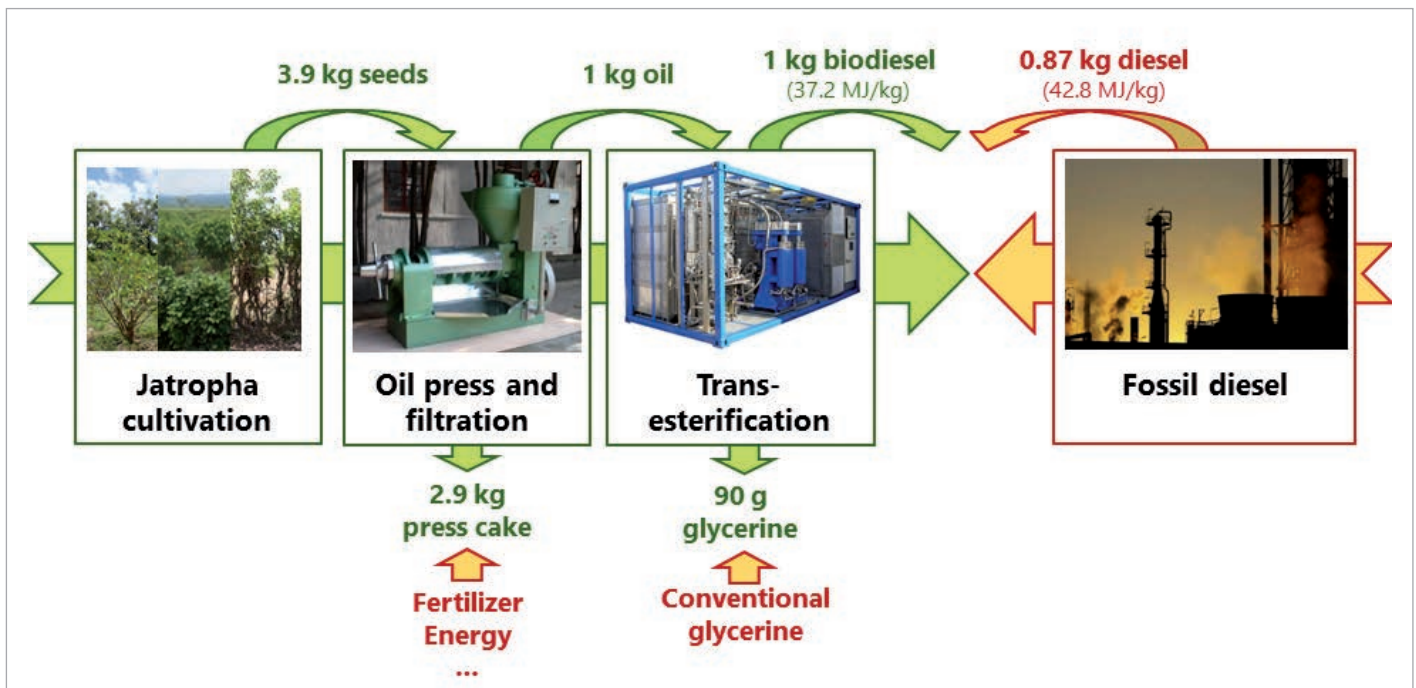 3.9 kg seeds
1 kg oil
1 kg biodiesel
(37.2 MJ/kg)
0.87 kg diesel
(42.8 MJ/kg)
Jatropha
cultivation
Oil press and
filtration
Trans-
esterification
Fossil diesel
2.9 kg
press cake
90 g
glycerine
Fertilizer
Energy
...
Conventional
glycerine